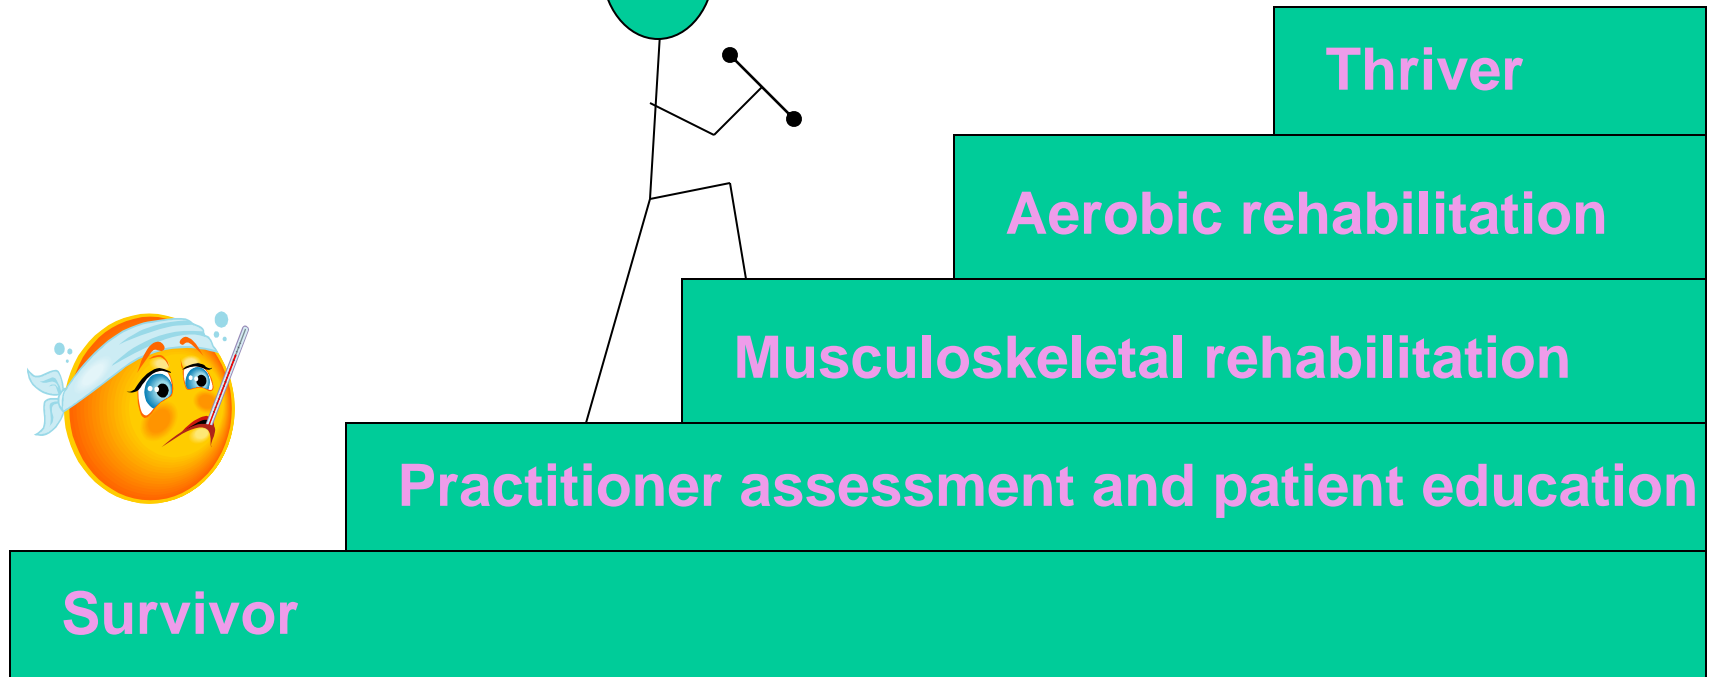 Thriver
Aerobic rehabilitation
Musculoskeletal rehabilitation
Practitioner assessment and patient education
Survivor